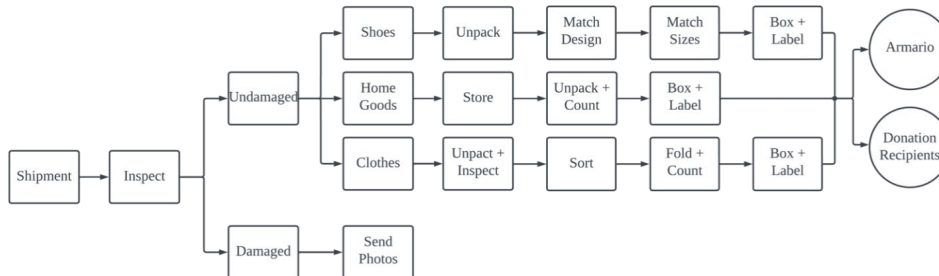 Shipment
Inspect
Undamaged
Shoes
Unpack
Match
Design
Match
Sizes
Box +
Label
Home
Goods
Store
Unpack +
Count
Box +
Label
Clothes
Unpact +
Inspect
Sort
Fold +
Count
Box +
Label
Armario
Donation
Recipients
Damaged
Send
Photos